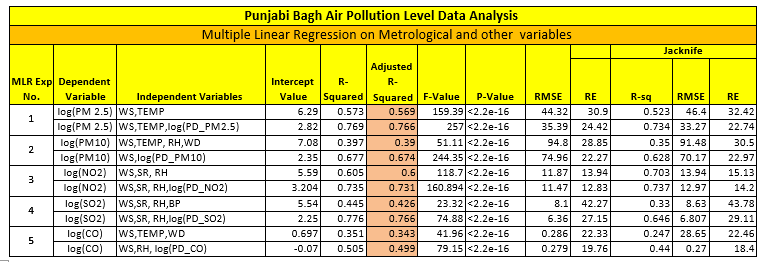 Punjabi Bagh Air Pollution Level Data Analysis
Multiple Linear Regression on Metrological and other variables
MLR Exp No. Dependent Variable Independent Variables Intercept Value R-Squared Adjusted R-Squared F-Value P-Value RMSE RE Jacknife R-sq RMSE RE
1 log(PM 2.5) WS,TEMP 6.29 0.573 0.569 159.39 <2.2e-16 44.32 30.9 0.523 46.4 32.42
log(PM 2.5) WS,TEMP,log(PD_PM2.5) 2.82 0.769 0.766 257 <2.2e-16 35.39 24.42 0.734 33.27 22.74
2 log(PM10) WS,TEMP, RH,WD 7.08 0.397 0.39 51.11 <2.2e-16 94.8 28.85 0.35 91.48 30.5
log(PM10) WS,log(PD_PM10) 2.35 0.677 0.674 244.35 <2.2e-16 74.96 22.27 0.628 70.17 22.97
3 log(NO2) WS,SR, RH 5.59 0.605 0.6 118.7 <2.2e-16 11.87 13.94 0.703 13.94 15.13
log(NO2) WS,SR, RH,log(PD_NO2) 3.204 0.735 0.731 160.894 <2.2e-16 11.47 12.83 0.737 12.97 14.2
4 log(SO2) WS,SR, RH,BP 5.54 0.445 0.426 23.32 <2.2e-16 8.1 42.27 0.33 8.63 43.78
log(SO2) WS,SR, RH,log(PD_SO2) 2.25 0.776 0.766 74.88 <2.2e-16 6.36 27.15 0.646 6.807 29.11
5 log(CO) WS,TEMP,WD 0.697 0.351 0.343 41.96 <2.2e-16 0.286 22.33 0.247 28.65 22.46
log(CO) WS,RH, log(PD_CO) -0.07 0.505 0.499 79.15 <2.2e-16 0.279 19.76 0.44 0.27 18.4